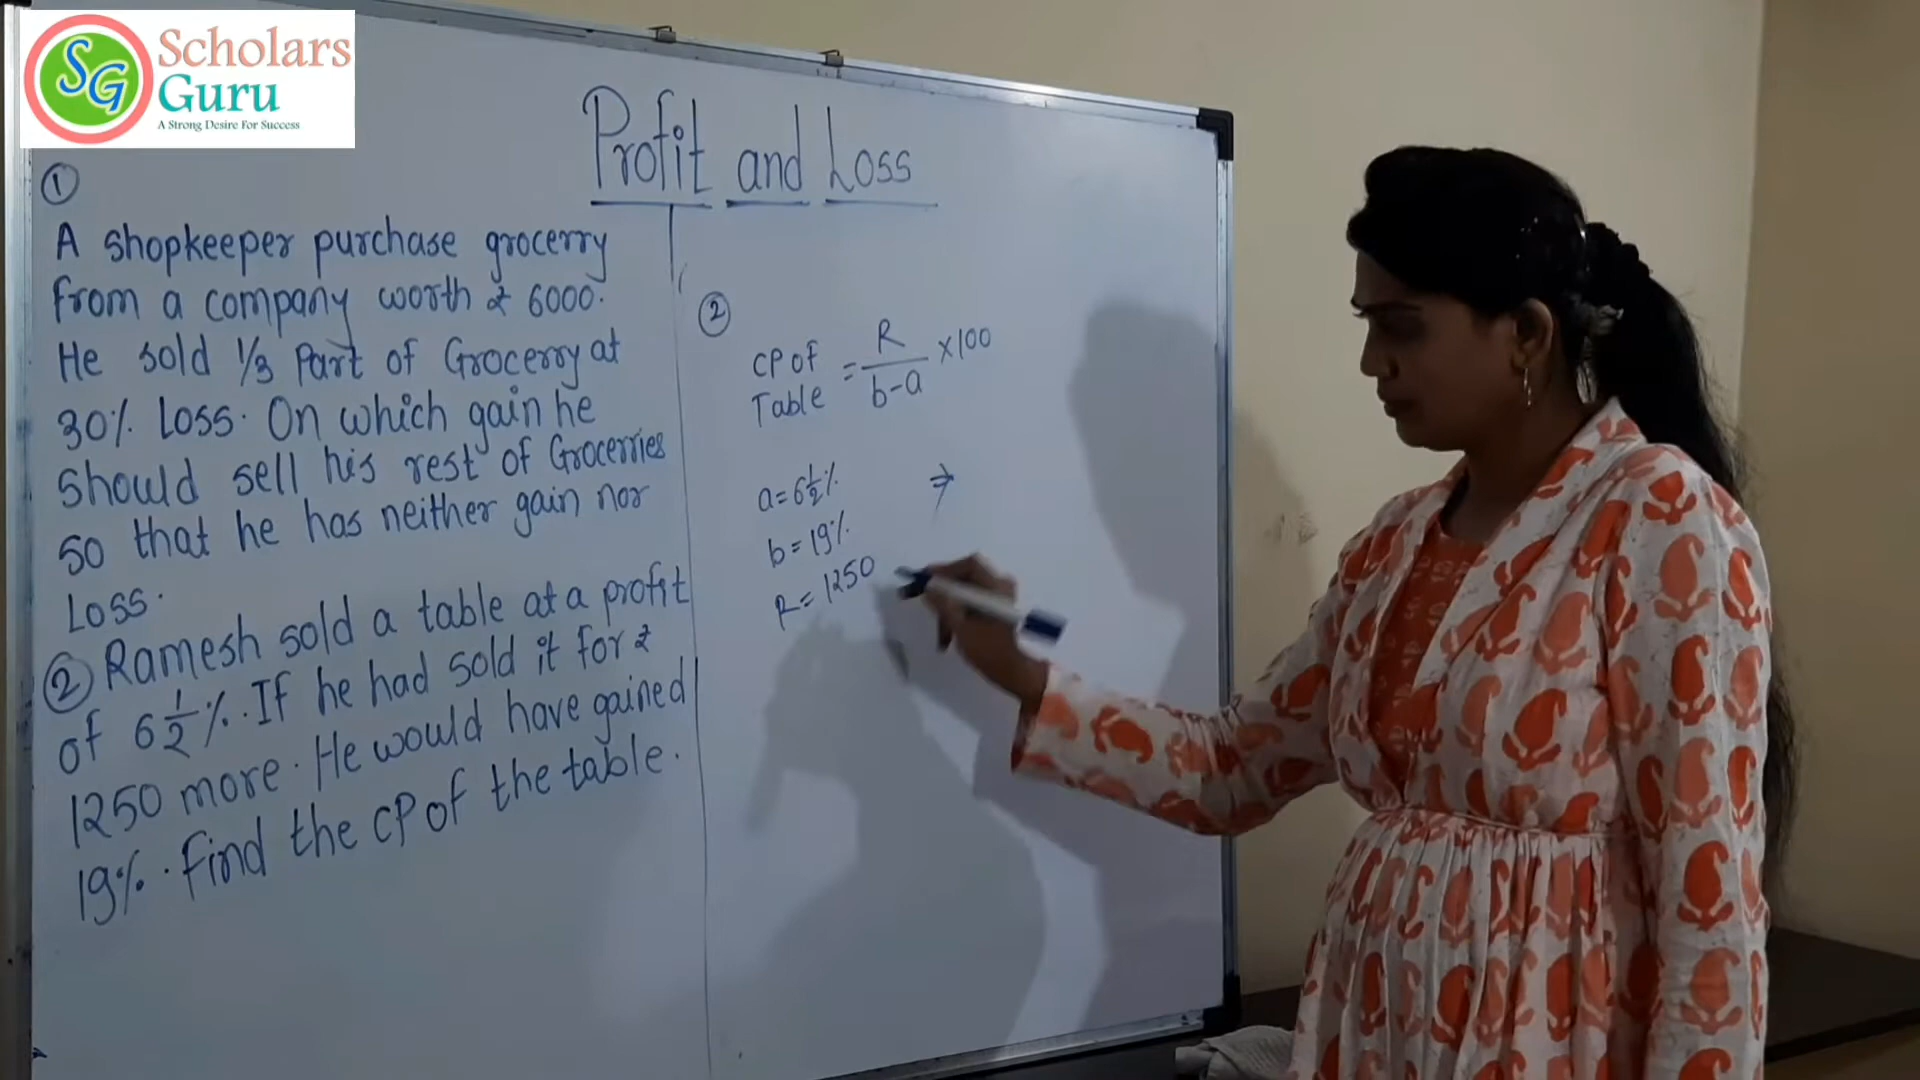 Scholars
Guru
A Strong Desire For Success
SG
Profit and Loss
①
A shopkeeper purchase grocerry
from a company worth ₹ 6000.
He sold 1/3 Part of Grocerry at
30% Loss. On which gain he
should sell his rest of Grocerries
so that he has neither gain nor
Loss.
② Ramesh sold a table at a profit
of 6 1/2 %. If he had sold it for ₹
1250 more. He would have gained
19%. Find the CP of the table.
②
CP of
Table = R/b-a ×100
a = 6 1/2 %
⇒
b = 19%
R = 1250